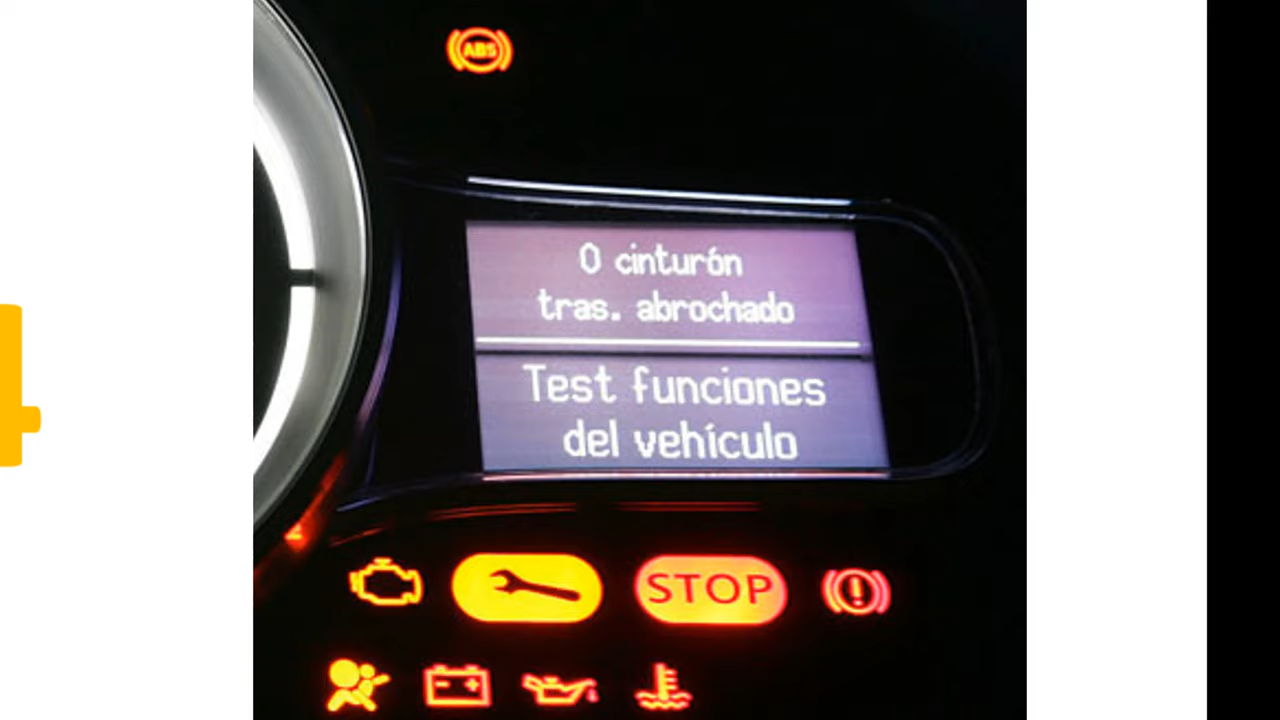 ABS
0 cinturón
tras. abrochado
Test funciones
del vehículo
STOP